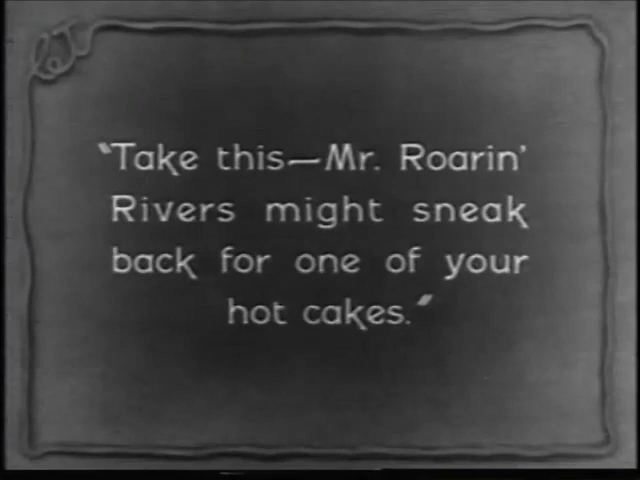 "Take this—Mr. Roarin'
Rivers might sneak
back for one of your
hot cakes."